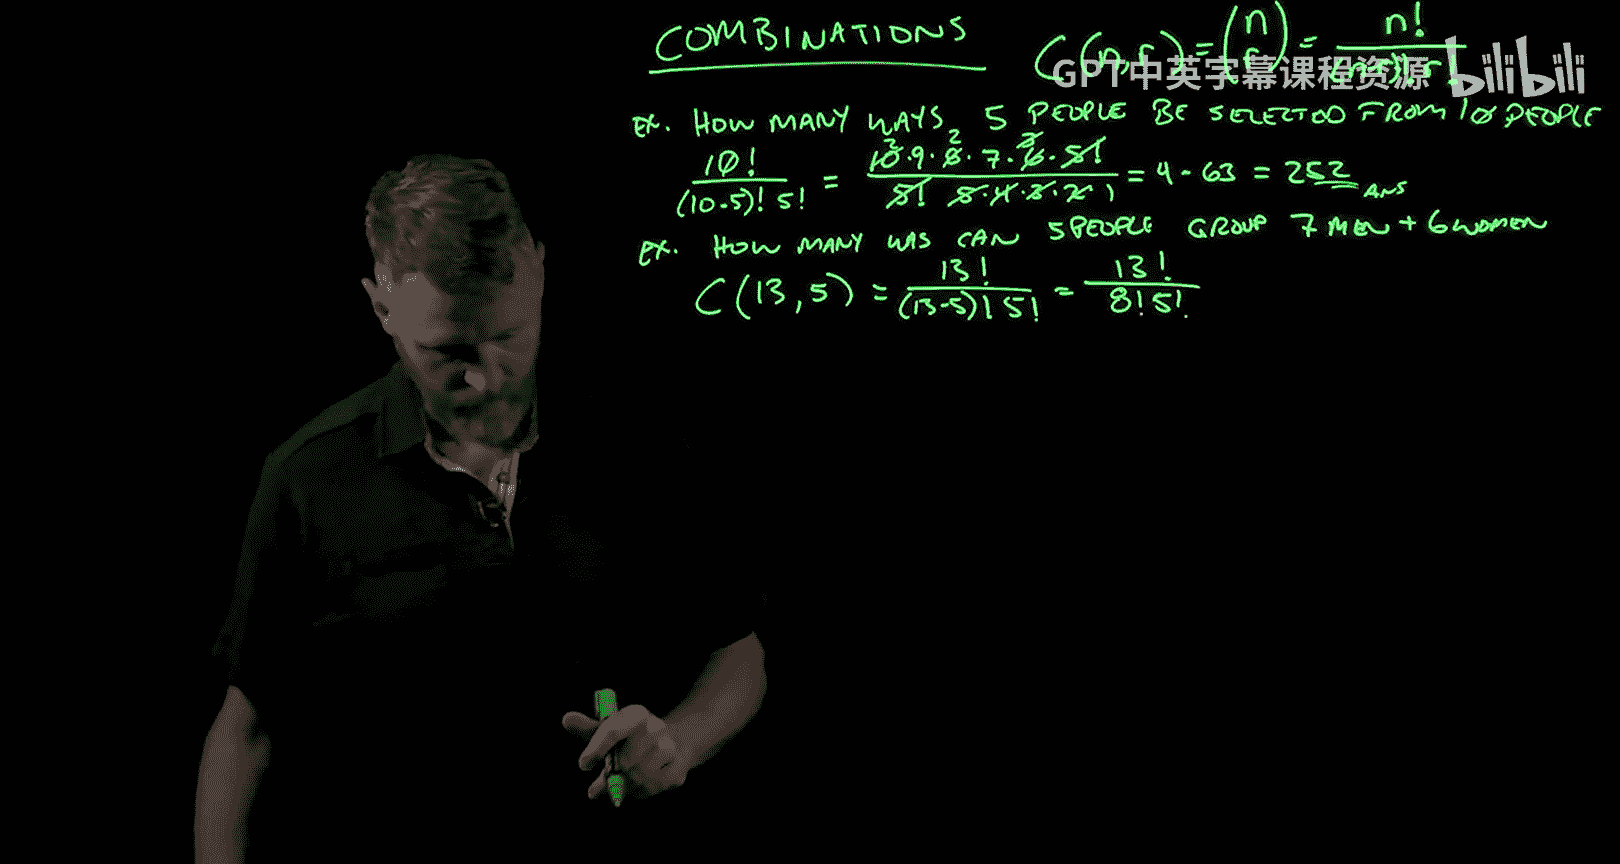 COMBINATIONS C(n,r) = (n r) = n! / (n-r)! r!
GPT中英字幕课程资源 bilibili
EX. HOW MANY WAYS 5 PEOPLE BE SELECTED FROM 10 PEOPLE
10! / (10-5)! 5! = 10·9·8·7·6·5! / 5! 5·4·3·2·1 = 4 · 63 = 252 ANS
EX. HOW MANY WAS CAN 5 PEOPLE GROUP 7 MEN + 6 WOMEN
C(13,5) = 13! / (13-5)! 5! = 13! / 8! 5!